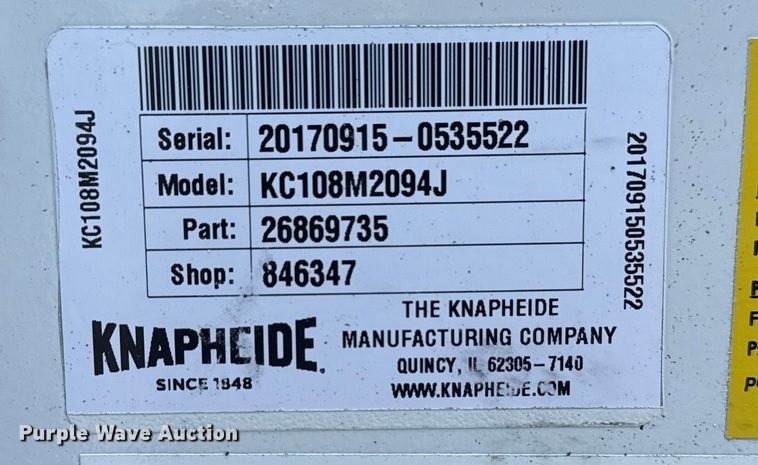 KC108M2094J
Serial: 20170915-0535522
Model: KC108M2094J
Part: 26869735
Shop: 846347
201709150535522
KNAPHEIDE
SINCE 1848
THE KNAPHEIDE
MANUFACTURING COMPANY
QUINCY, IL 62305-7140
WWW.KNAPHEIDE.COM
Purple Wave Auction